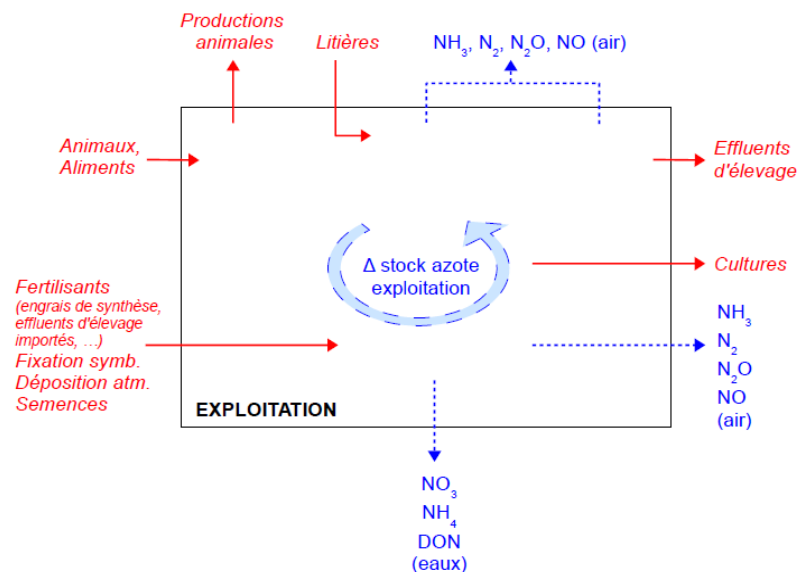 Productions
animales
Litières
NH₃, N₂, N₂O, NO (air)
Animaux,
Aliments
Effluents
d'élevage
Δ stock azote
exploitation
Cultures
Fertilisants
(engrais de synthèse,
effluents d'élevage
importés, ...)
Fixation symb.
Déposition atm.
Semences
NH₃
N₂
N₂O
NO
(air)
EXPLOITATION
NO₃
NH₄
DON
(eaux)